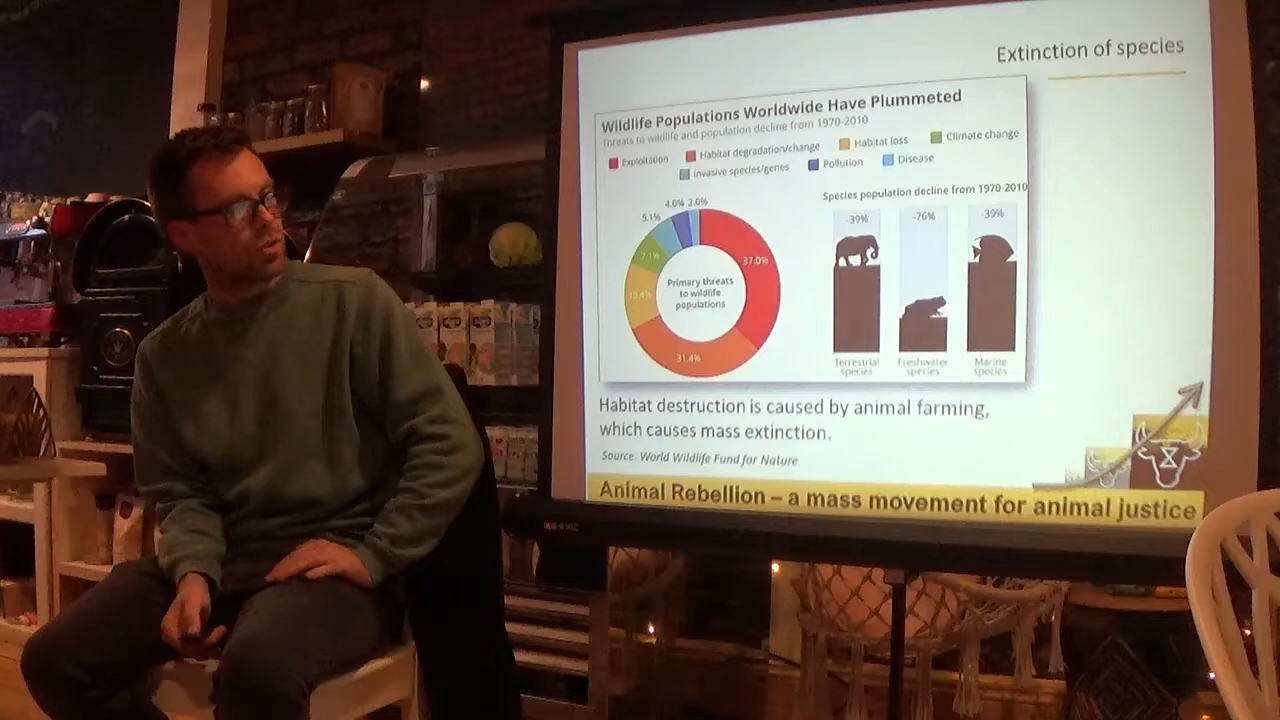 Extinction of species
Wildlife Populations Worldwide Have Plummeted
Threats to wildlife and population decline from 1970-2010
Exploitation
Habitat degradation/change
Habitat loss
Climate change
Invasive species/genes
Pollution
Disease
Species population decline from 1970-2010
4.0% 2.0%
5.1%
7.1%
37.0%
13.4%
31.4%
Primary threats
to wildlife
populations
-39%
-76%
-39%
Terrestrial
species
Freshwater
species
Marine
species
Habitat destruction is caused by animal farming,
which causes mass extinction.
Source: World Wildlife Fund for Nature
Animal Rebellion – a mass movement for animal justice